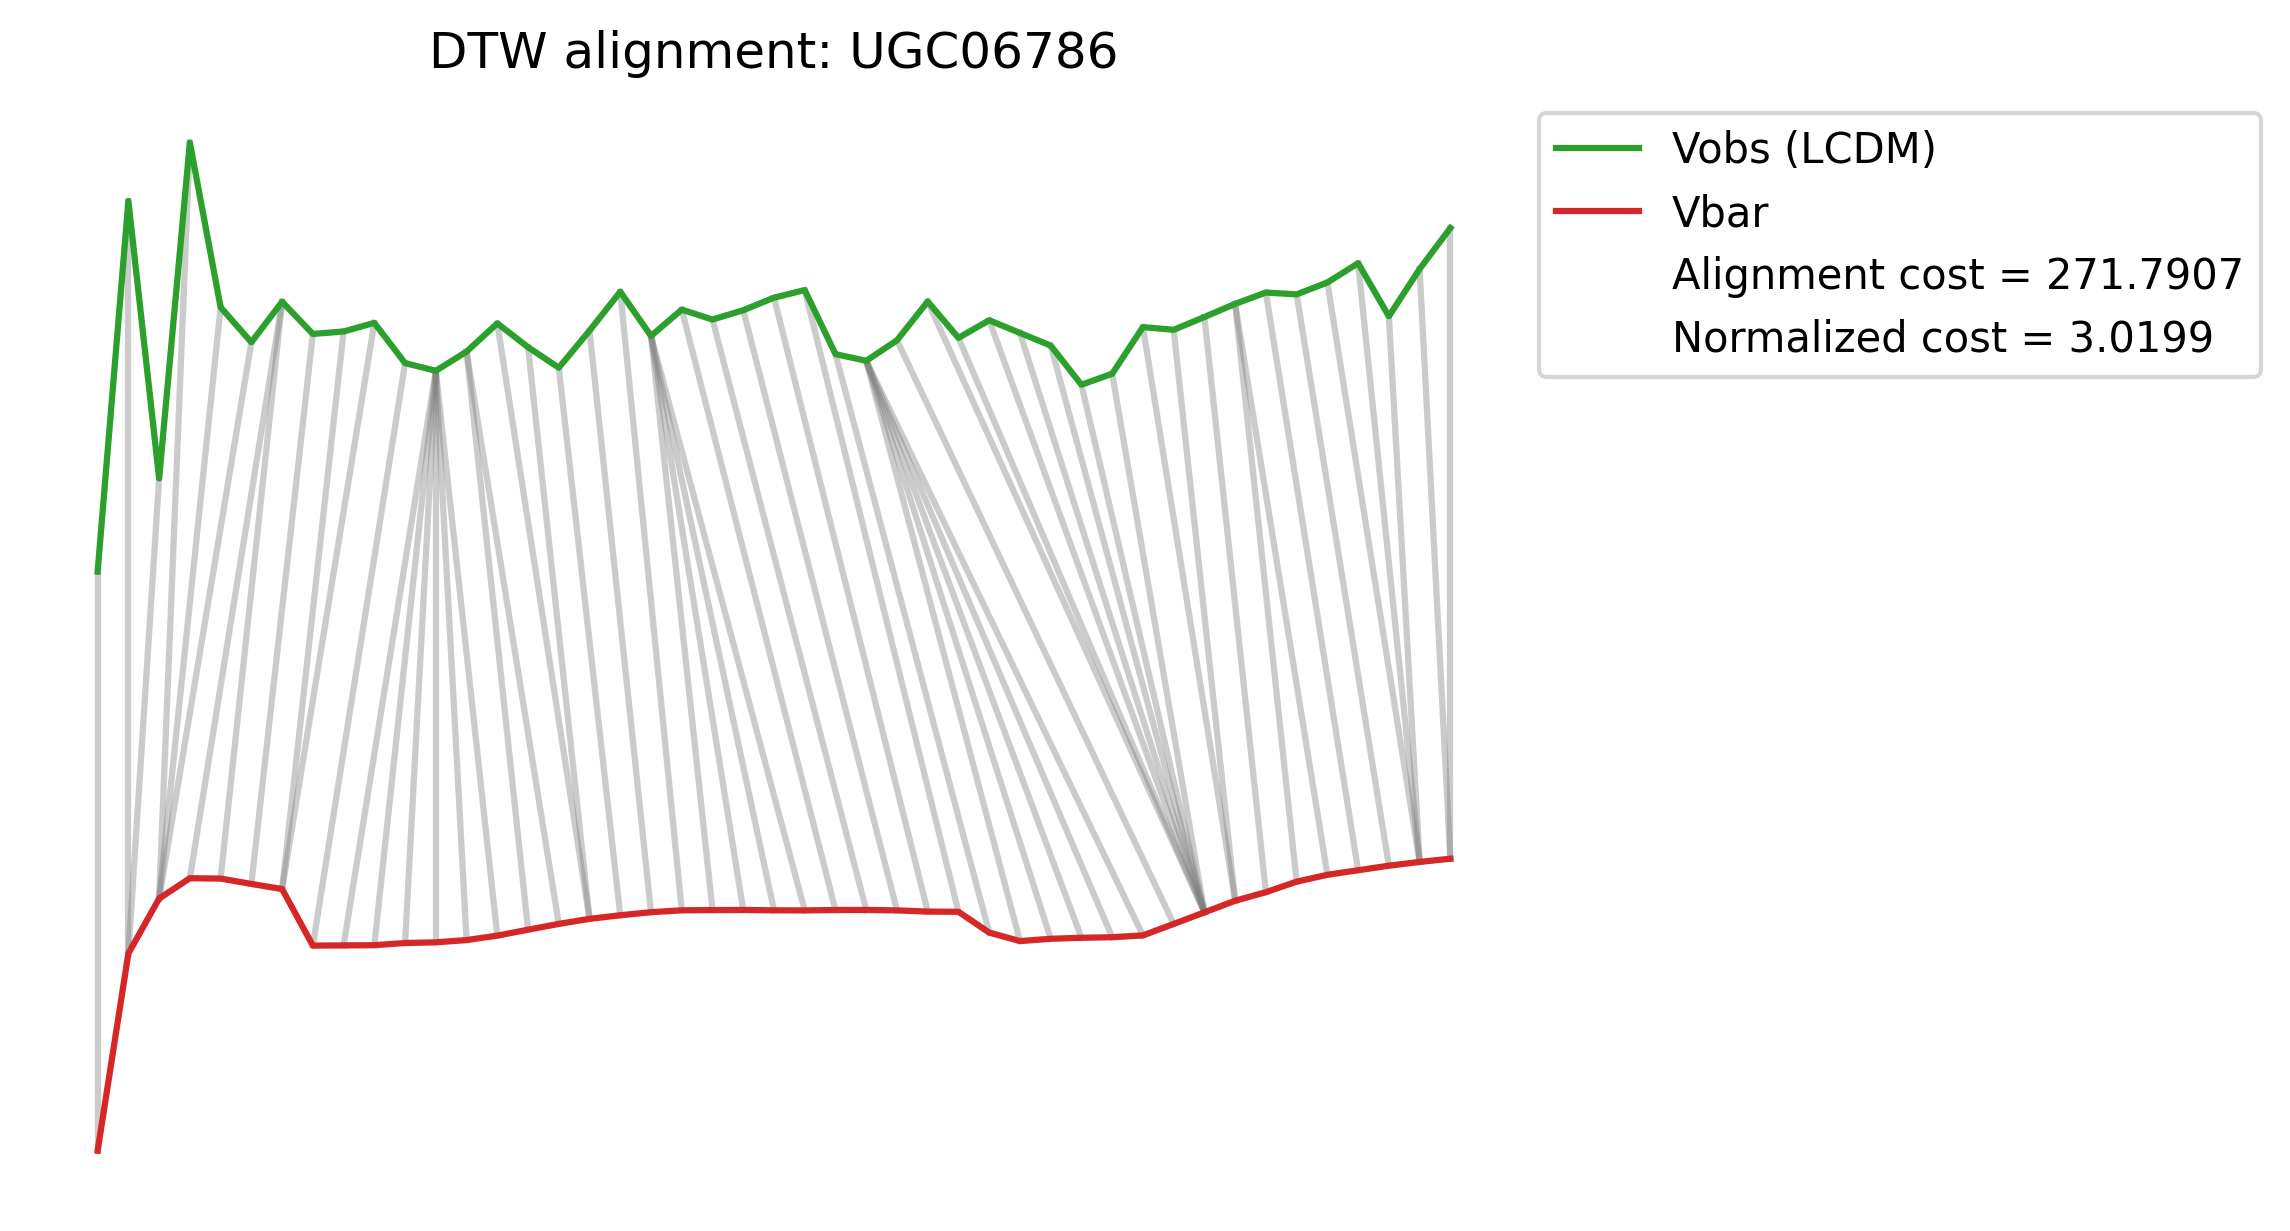 DTW alignment: UGC06786
Vobs (LCDM)
Vbar
Alignment cost = 271.7907
Normalized cost = 3.0199